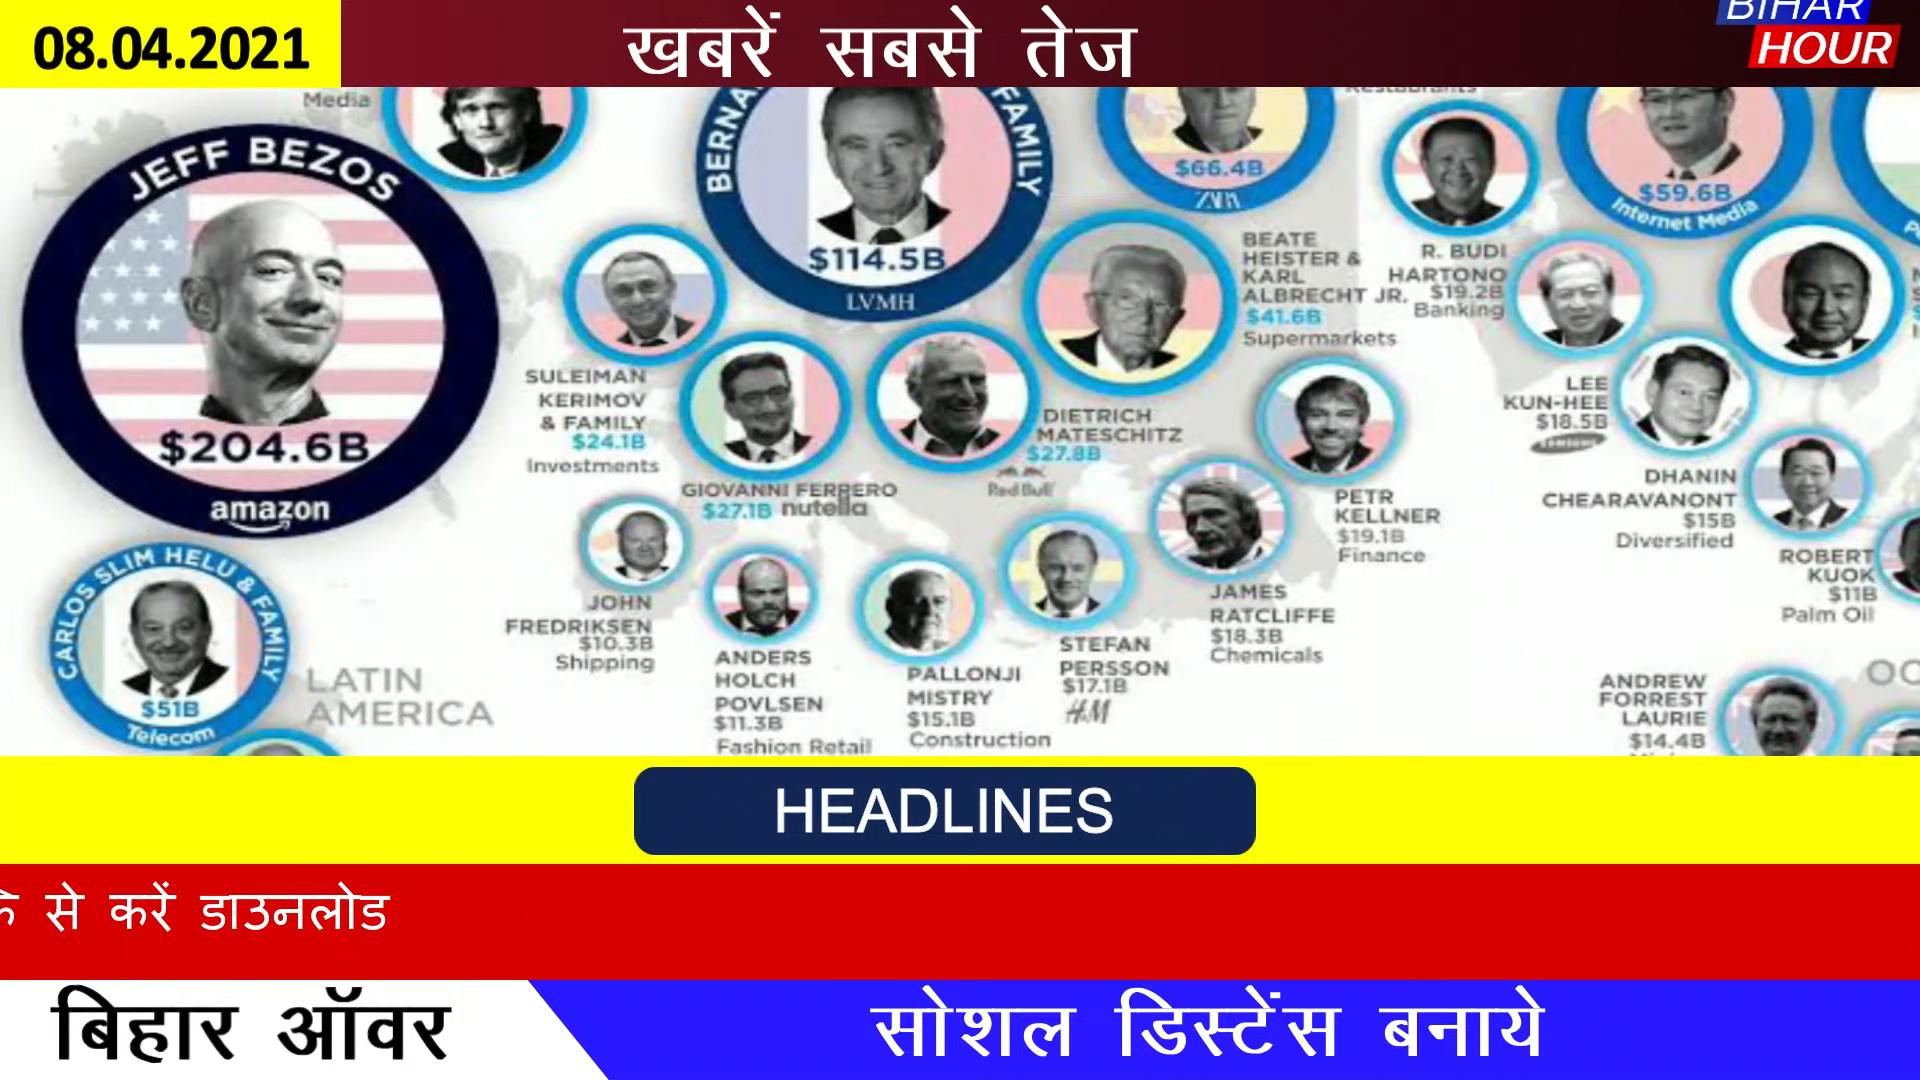 08.04.2021
खबरें सबसे तेज
BIHAR
HOUR
Media
JEFF BEZOS
$204.6B
amazon
FAMILY
$114.5B
LVMH
$66.4B
ZARA
Restaurants
$59.6B
Internet Media
SULEIMAN
KERIMOV
& FAMILY
$24.1B
Investments
GIOVANNI FERRERO
$27.1B nutella
DIETRICH
MATESCHITZ
$27.8B
Red Bull
BEATE
HEISTER &
KARL
ALBRECHT JR.
$41.6B
Supermarkets
R. BUDI
HARTONO
$19.2B
Banking
LEE
KUN-HEE
$18.5B
SAMSUNG
DHANIN
CHEARAVANONT
$15B
Diversified
ROBERT
KUOK
$11B
Palm Oil
PETR
KELLNER
$19.1B
Finance
JAMES
RATCLIFFE
$18.3B
Chemicals
STEFAN
PERSSON
$17.1B
H&M
PALLONJI
MISTRY
$15.1B
Construction
ANDERS
HOLCH
POVLSEN
$11.3B
Fashion Retail
JOHN
FREDRIKSEN
$10.3B
Shipping
CARLOS SLIM HELU & FAMILY
$51B
Telecom
LATIN
AMERICA
ANDREW
FORREST
LAURIE
$14.4B
HEADLINES
से करें डाउनलोड
बिहार ऑवर
सोशल डिस्टेंस बनाये